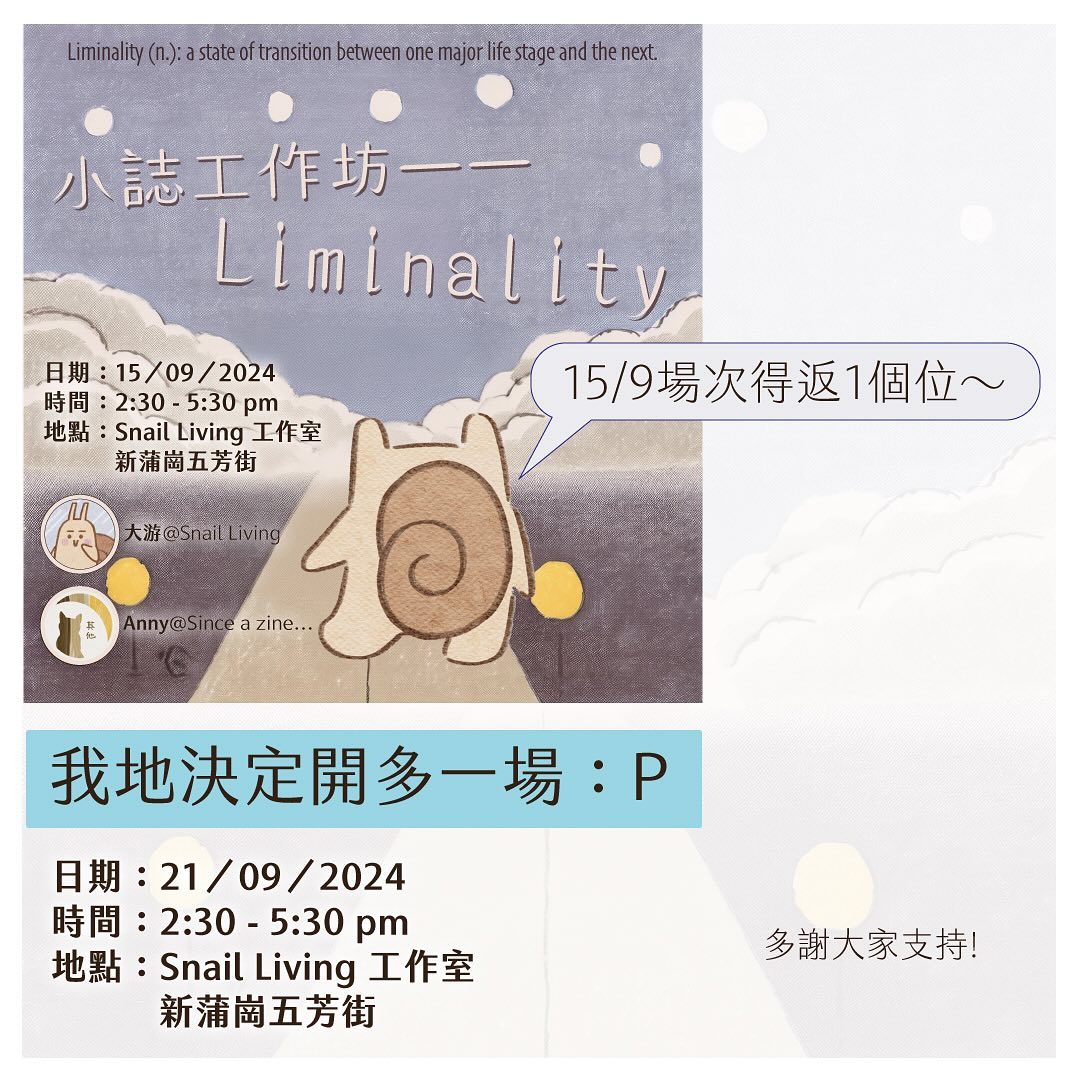 Liminality (n.): a state of transition between one major life stage and the next.
小誌工作坊——
Liminality
日期：15／09／2024
時間：2:30 - 5:30 pm
地點：Snail Living 工作室
新蒲崗五芳街
15/9場次得返1個位～
大游@Snail Living
其他
Anny@Since a zine...
我地決定開多一場：P
日期：21／09／2024
時間：2:30 - 5:30 pm
地點：Snail Living 工作室
新蒲崗五芳街
多謝大家支持!